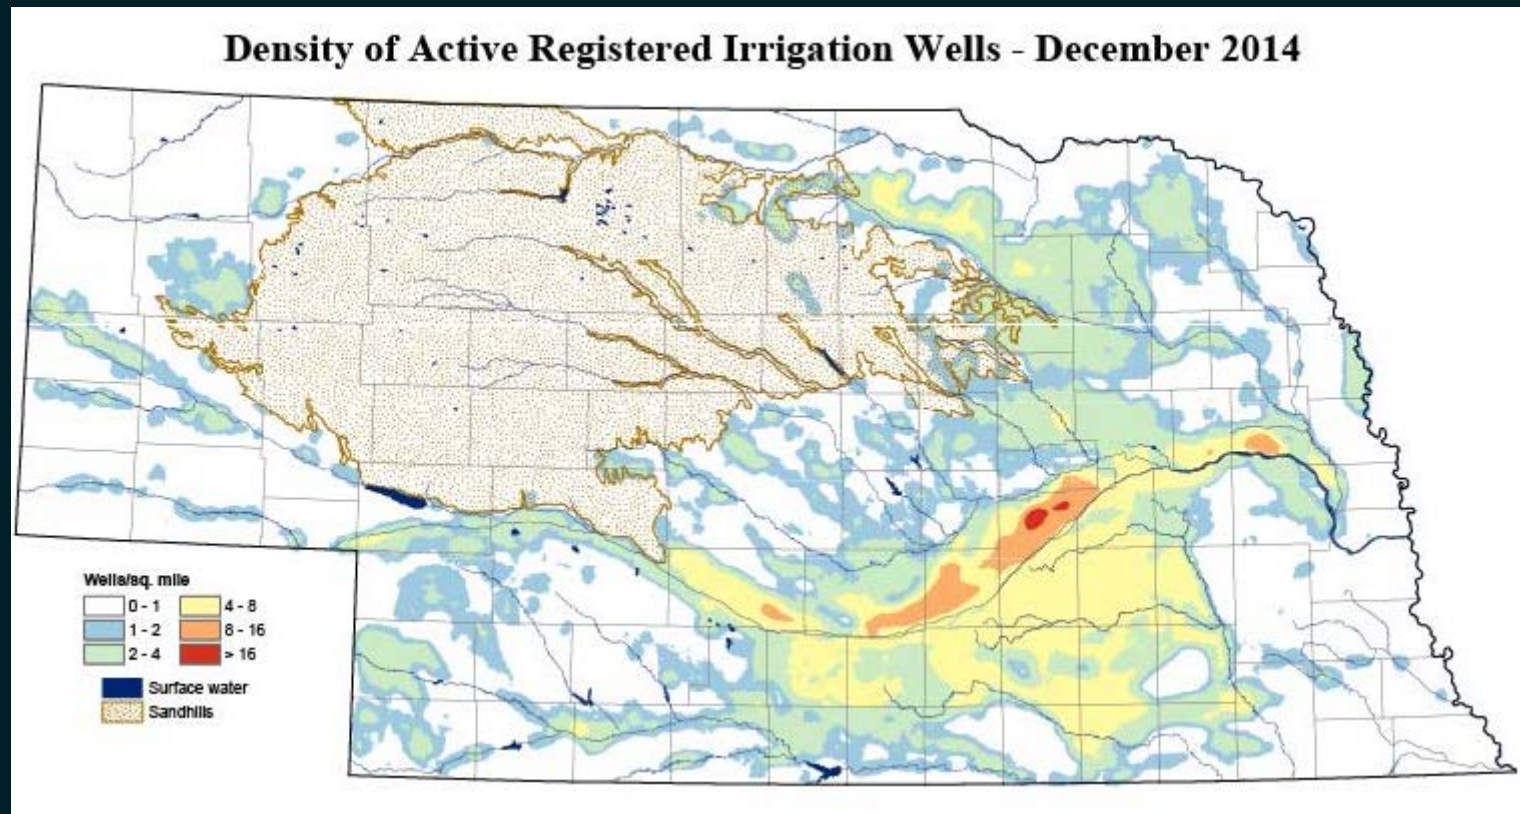 Density of Active Registered Irrigation Wells - December 2014
Wells/sq. mile
0 - 1
4 - 8
1 - 2
8 - 16
2 - 4
> 16
Surface water
Sandhills